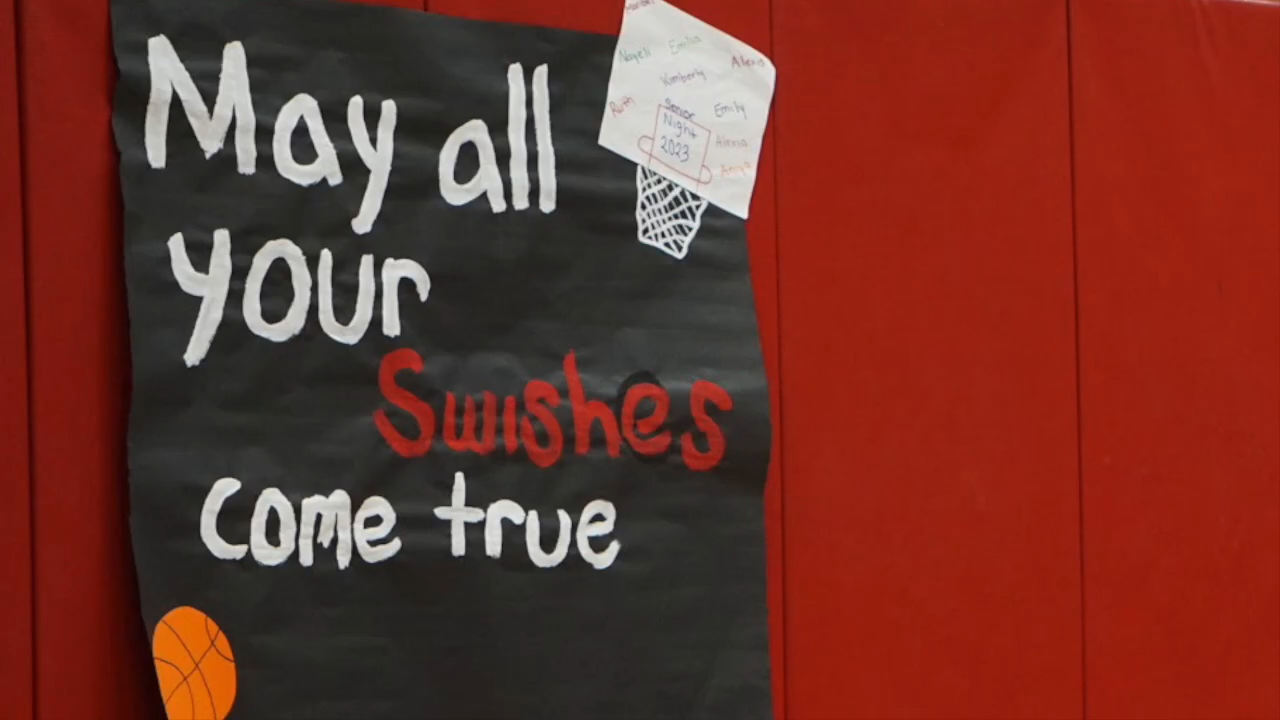 May all
your
Swishes
come true
Nayeli Emilia Alexis
Kimberly
Ruth Emily
Senior
Night
2023
Alexia